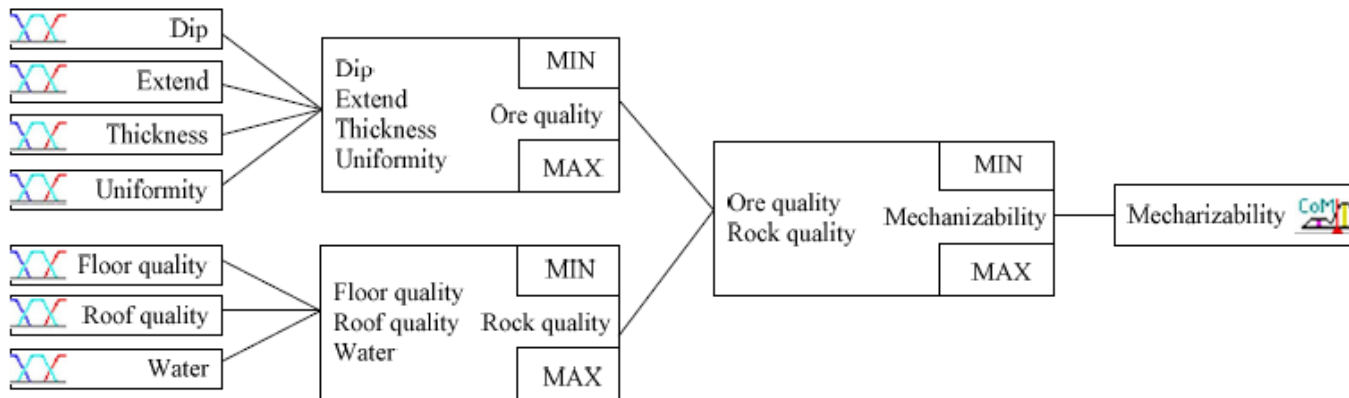 Dip
Extend
Thickness
Uniformity
Floor quality
Roof quality
Water
Dip
Extend
Thickness
Uniformity
MIN
Ore quality
MAX
Floor quality
Roof quality
Water
MIN
Rock quality
MAX
Ore quality
Rock quality
MIN
Mechanizability
MAX
Mecharizability
CoM